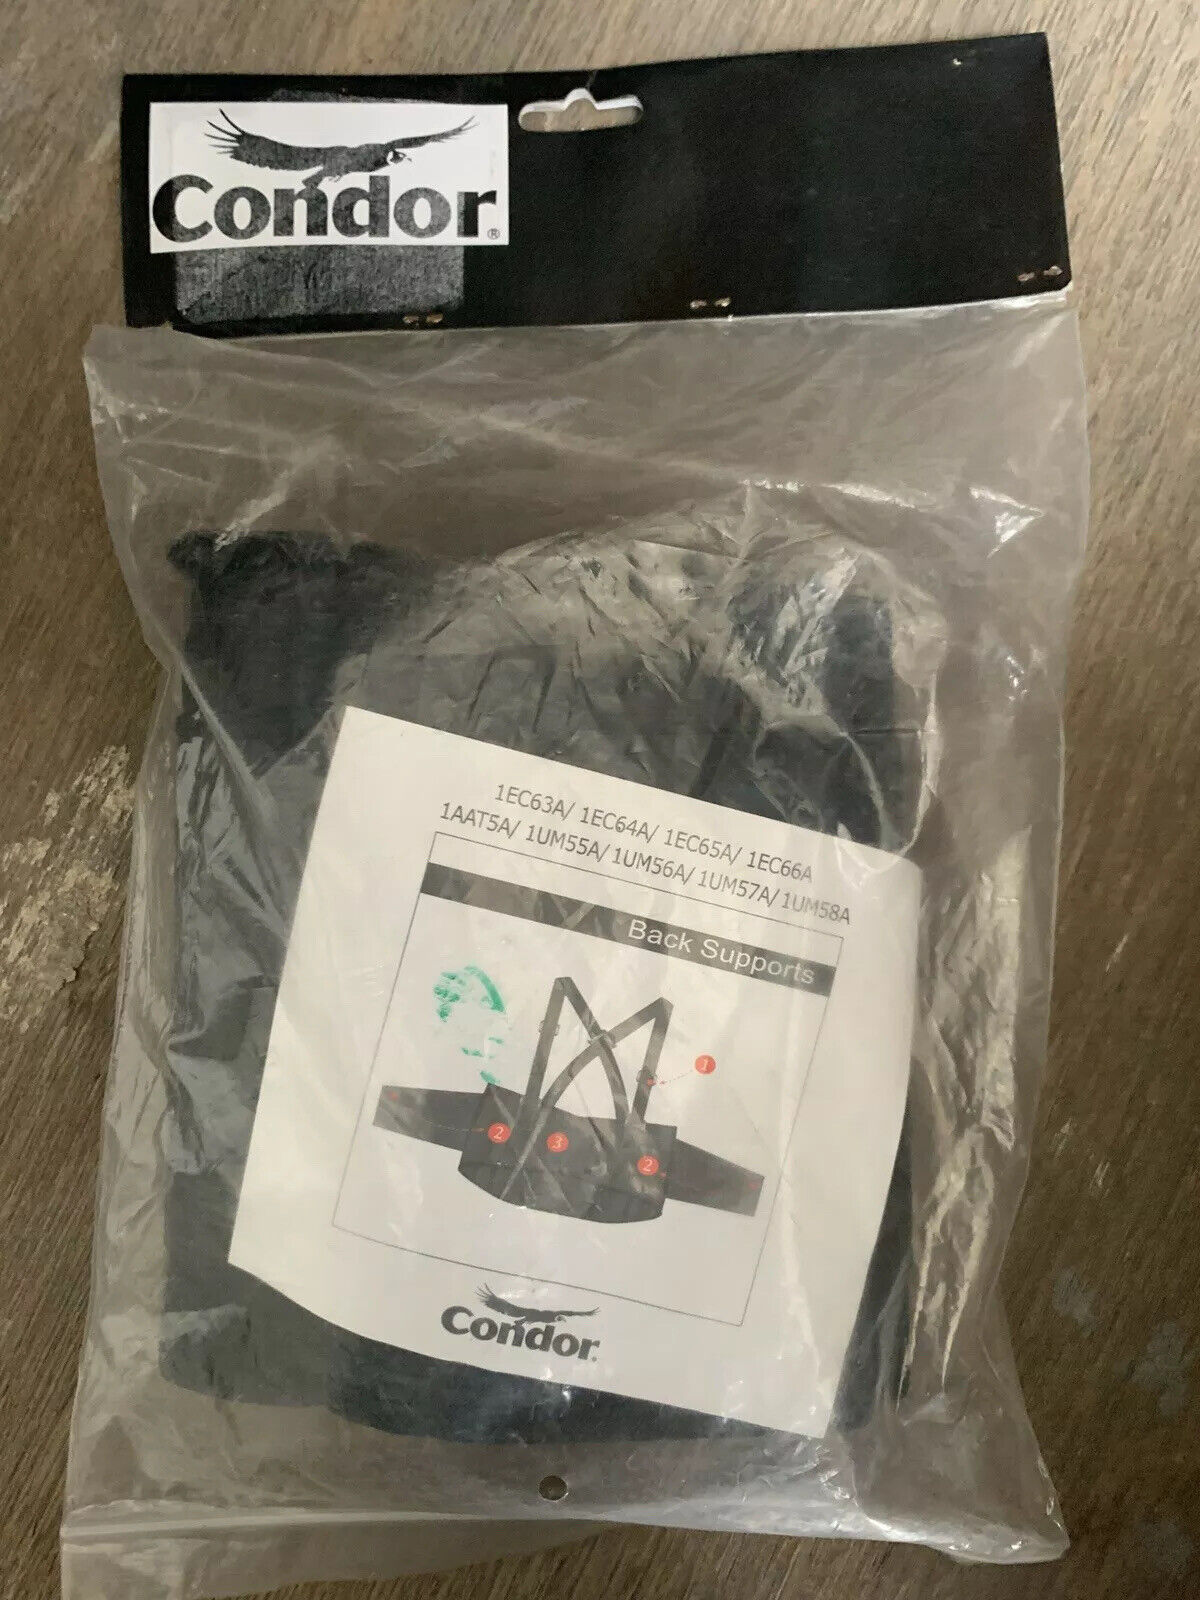 Condor®
1EC63A/ 1EC64A/ 1EC65A/ 1EC66A
1AAT5A/ 1UM55A/ 1UM56A/ 1UM57A/ 1UM58A
Back Supports
1
2
3
2
Condor